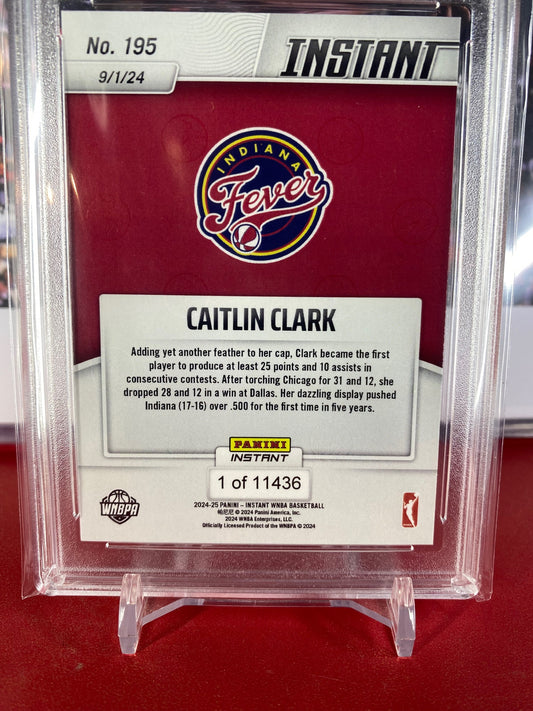 No. 195
INSTANT
9/1/24
INDIANA
Fever
CAITLIN CLARK
Adding yet another feather to her cap, Clark became the first
player to produce at least 25 points and 10 assists in
consecutive contests. After torching Chicago for 31 and 12, she
dropped 28 and 12 in a win at Dallas. Her dazzling display pushed
Indiana (17-16) over .500 for the first time in five years.
PANINI
INSTANT
1 of 11436
WNBPA
2024-25 PANINI – INSTANT WNBA BASKETBALL
帕尼尼 © 2024 Panini America, Inc.
2024 WNBA Enterprises, LLC.
Officially Licensed Product of the WNBPA © 2024